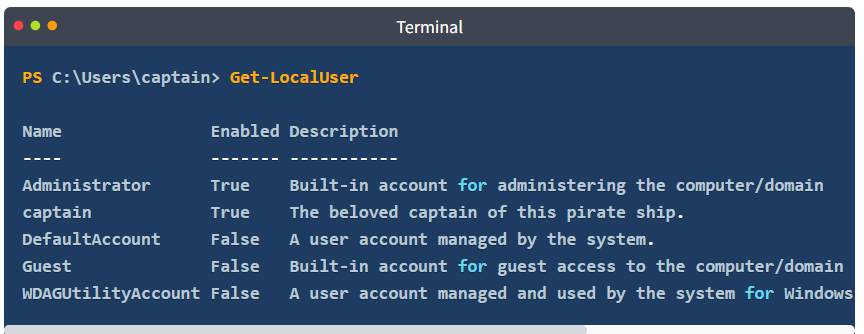 Terminal
PS C:\Users\captain> Get-LocalUser
Name Enabled Description
---- ------- -----------
Administrator True Built-in account for administering the computer/domain
captain True The beloved captain of this pirate ship.
DefaultAccount False A user account managed by the system.
Guest False Built-in account for guest access to the computer/domain
WDAGUtilityAccount False A user account managed and used by the system for Windows